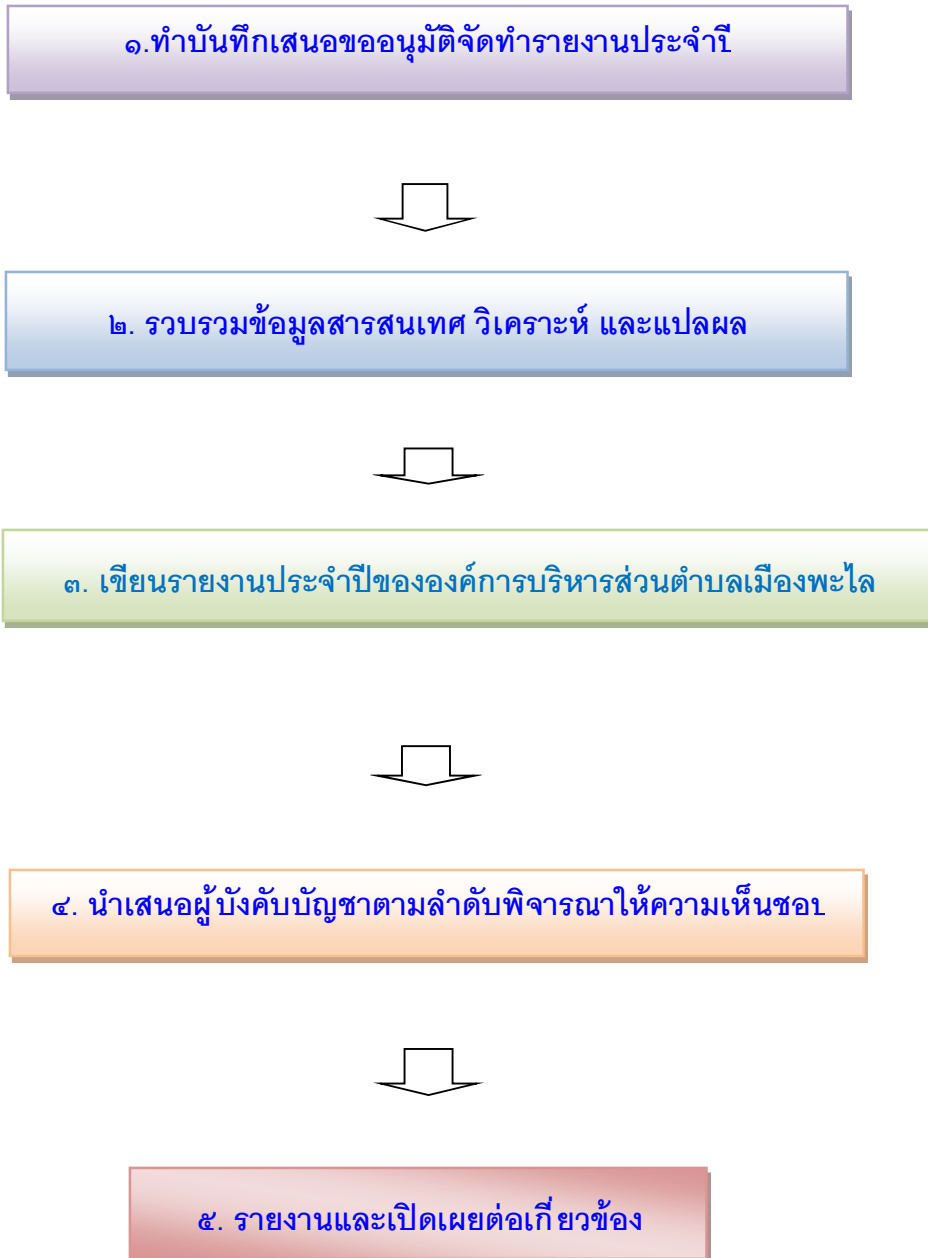 ๑.ทำบันทึกเสนอขออนุมัติจัดทำรายงานประจำปี
๒. รวบรวมข้อมูลสารสนเทศ วิเคราะห์ และแปลผล
๓. เขียนรายงานประจำปีขององค์การบริหารส่วนตำบลเมืองพะไล
๔. นำเสนอผู้บังคับบัญชาตามลำดับพิจารณาให้ความเห็นชอบ
๕. รายงานและเปิดเผยต่อเกี่ยวข้อง